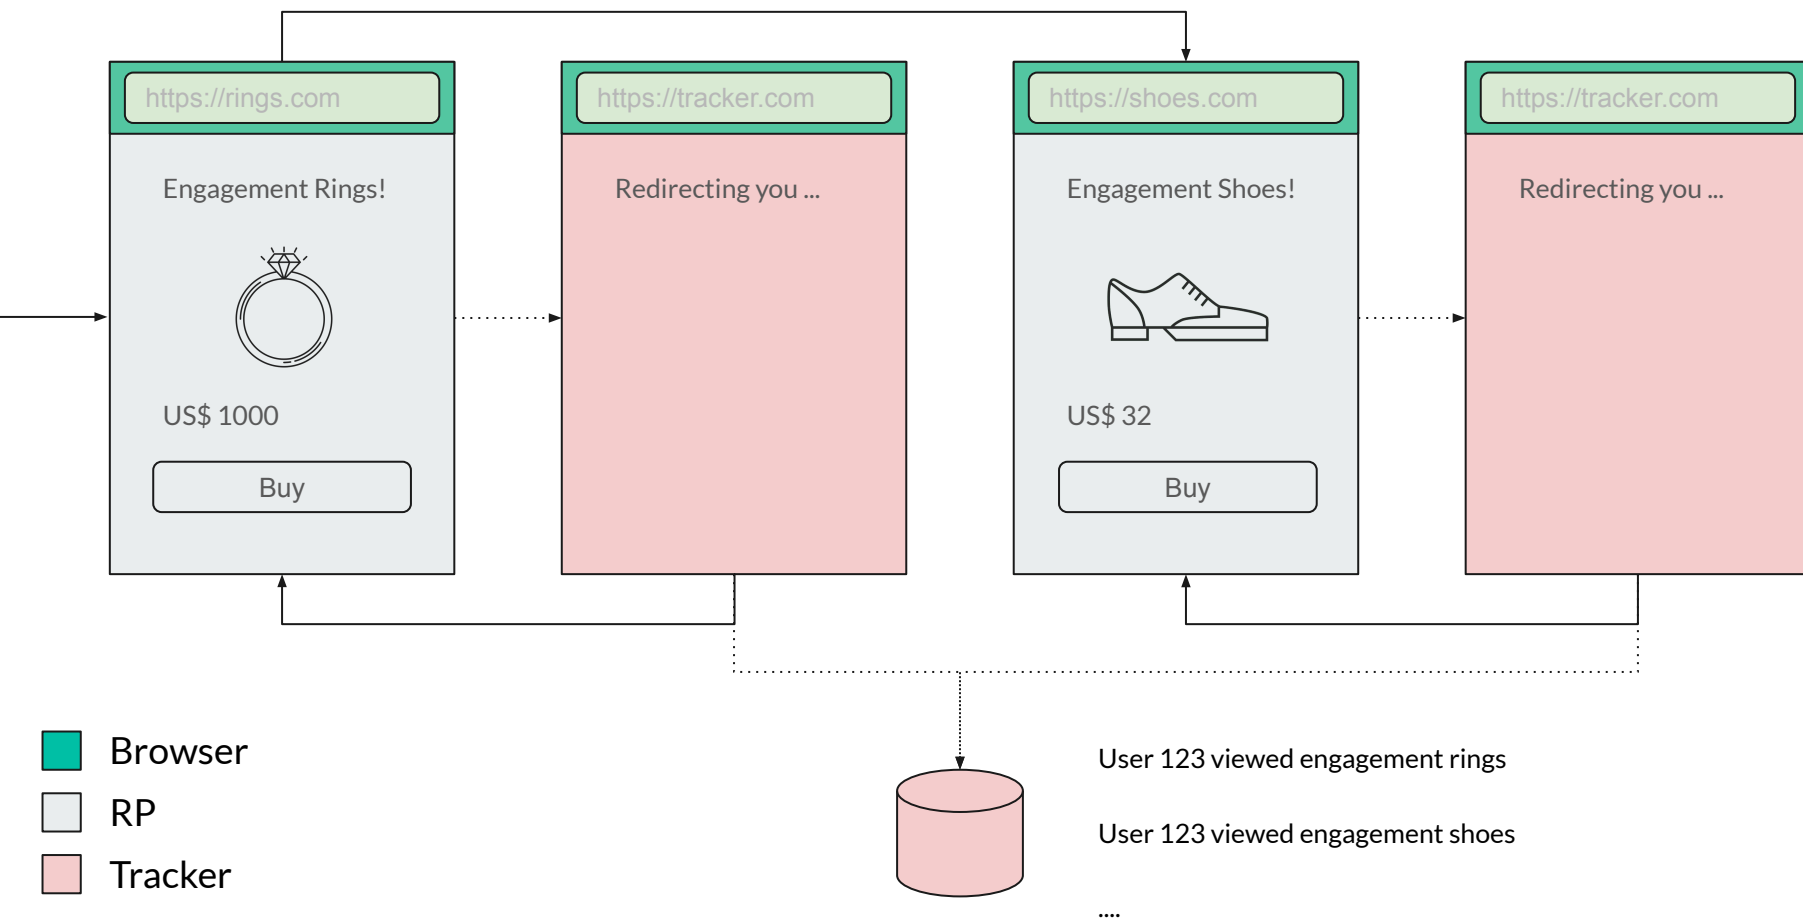 https://rings.com
https://tracker.com
https://shoes.com
https://tracker.com
Engagement Rings!
Redirecting you ...
Engagement Shoes!
Redirecting you ...
US$ 1000
US$ 32
Buy
Buy
Browser
RP
Tracker
User 123 viewed engagement rings
User 123 viewed engagement shoes
....